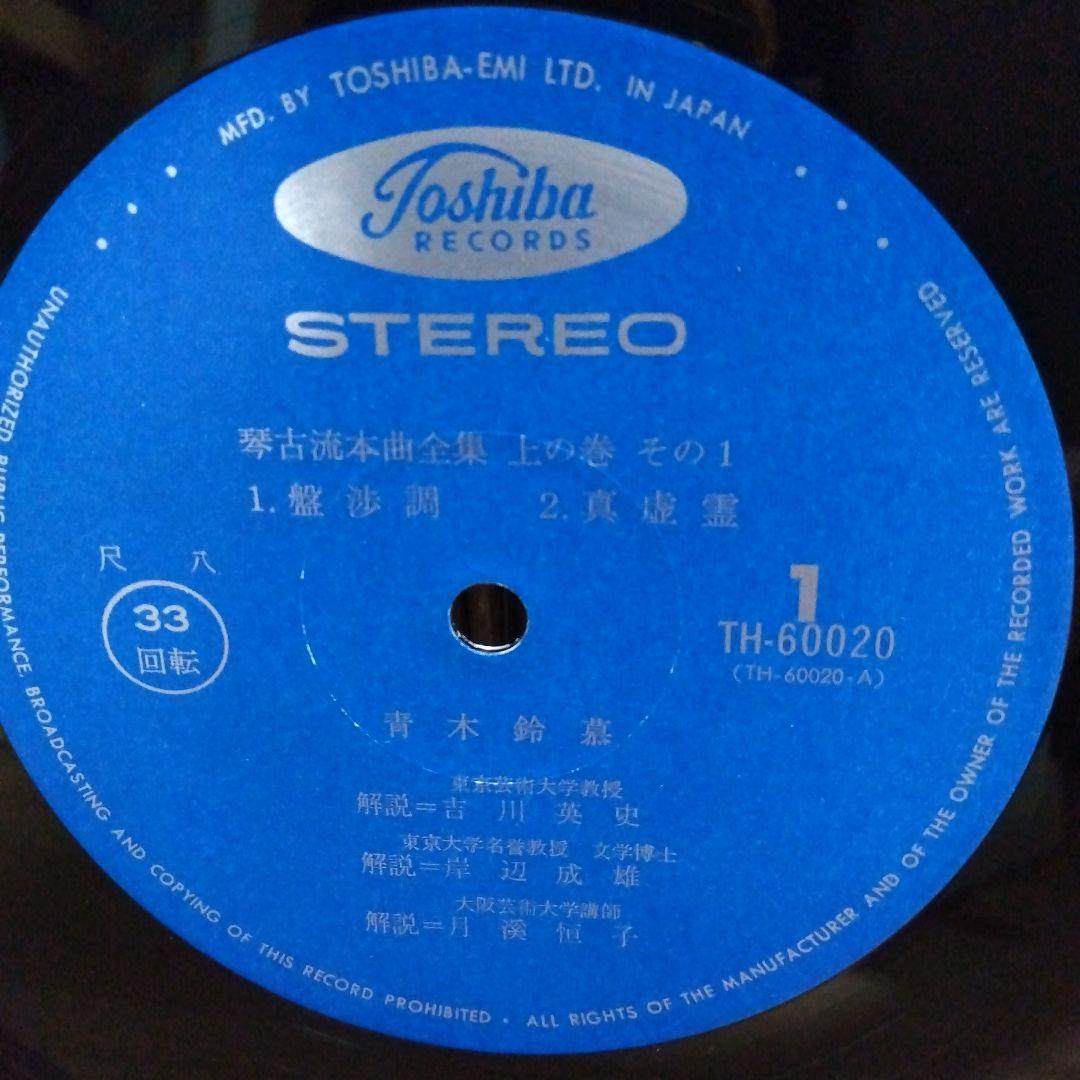 MFD. BY TOSHIBA-EMI LTD. IN JAPAN
Toshiba
RECORDS
STEREO
琴古流本曲全集 上の巻 その1
1. 盤渉調 2. 真虚霊
尺八
33
回転
1
TH-60020
(TH-60020-A)
青木鈴慕
東京芸術大学教授
解説=吉川英史
東京大学名誉教授 文学博士
解説=岸辺成雄
大阪芸術大学講師
解説=月溪恒子
UNAUTHORIZED PUBLIC PERFORMANCE, BROADCASTING AND COPYING OF THIS RECORD PROHIBITED • ALL RIGHTS OF THE MANUFACTURER AND OF THE OWNER OF THE RECORDED WORK ARE RESERVED